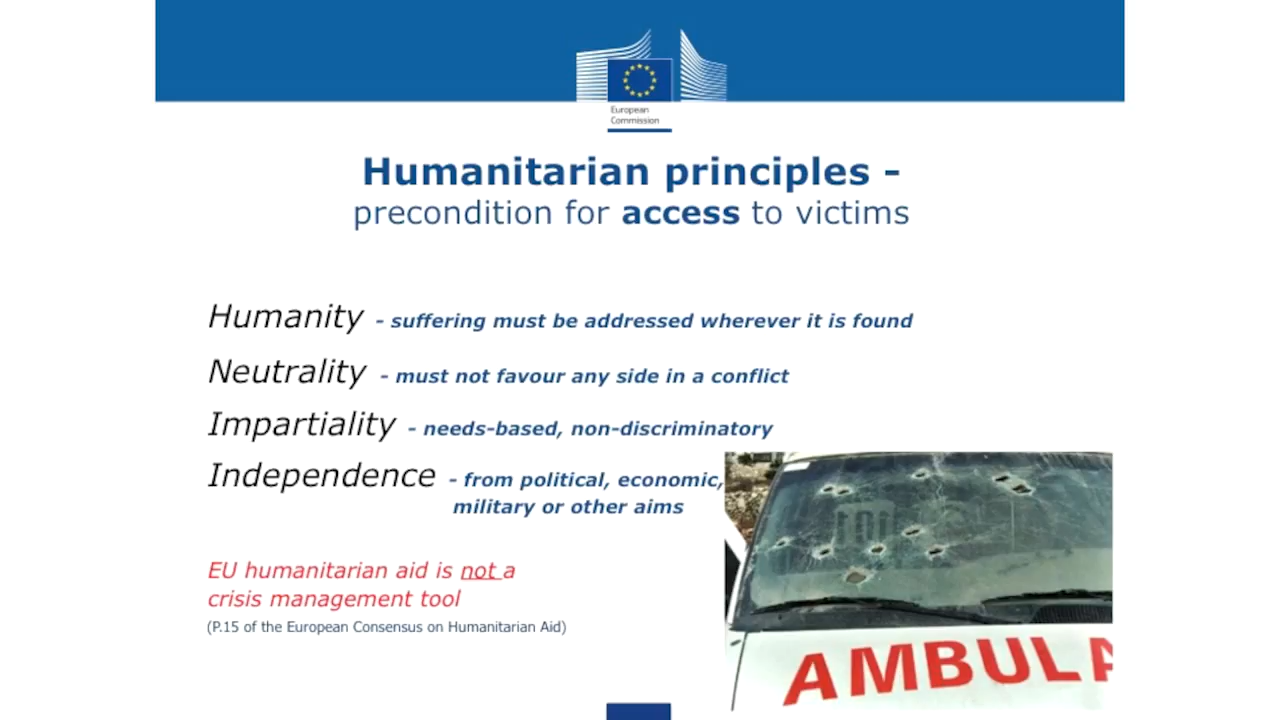 European
Commission
Humanitarian principles -
precondition for access to victims
Humanity - suffering must be addressed wherever it is found
Neutrality - must not favour any side in a conflict
Impartiality - needs-based, non-discriminatory
Independence - from political, economic,
military or other aims
EU humanitarian aid is not a
crisis management tool
(P.15 of the European Consensus on Humanitarian Aid)
AMBULA